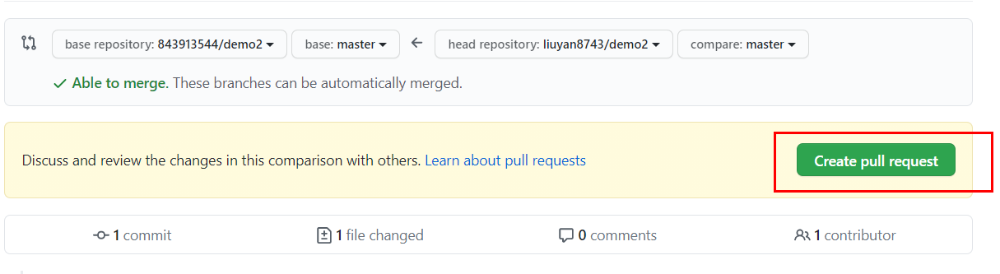 base repository: 843913544/demo2 base: master head repository: liuyan8743/demo2 compare: master
Able to merge. These branches can be automatically merged.
Discuss and review the changes in this comparison with others. Learn about pull requests Create pull request
1 commit 1 file changed 0 comments 1 contributor